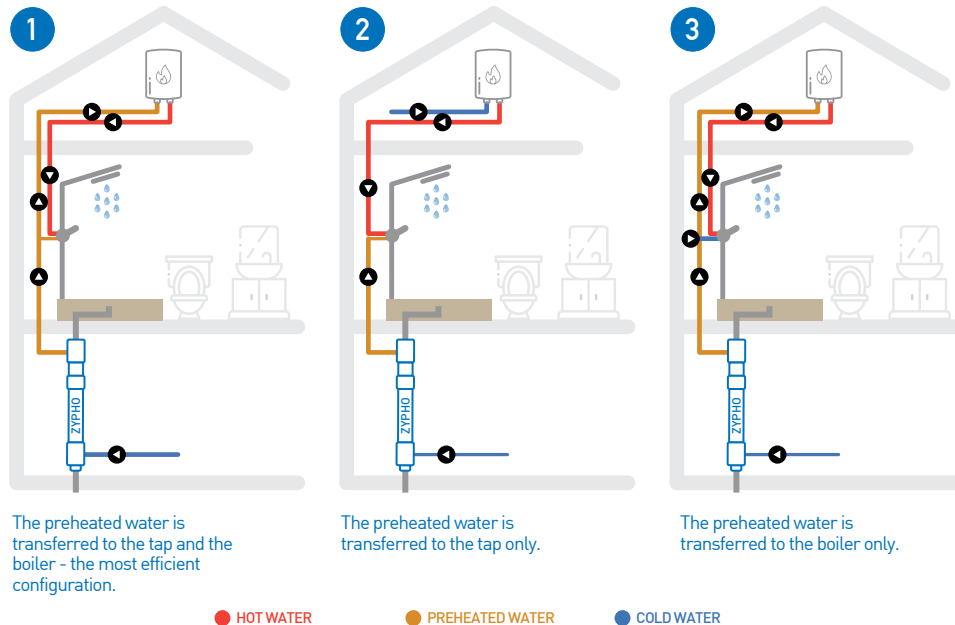 1
2
3
ZYPHO
ZYPHO
ZYPHO
The preheated water is
transferred to the tap and the
boiler - the most efficient
configuration.
The preheated water is
transferred to the tap only.
The preheated water is
transferred to the boiler only.
HOT WATER
PREHEATED WATER
COLD WATER